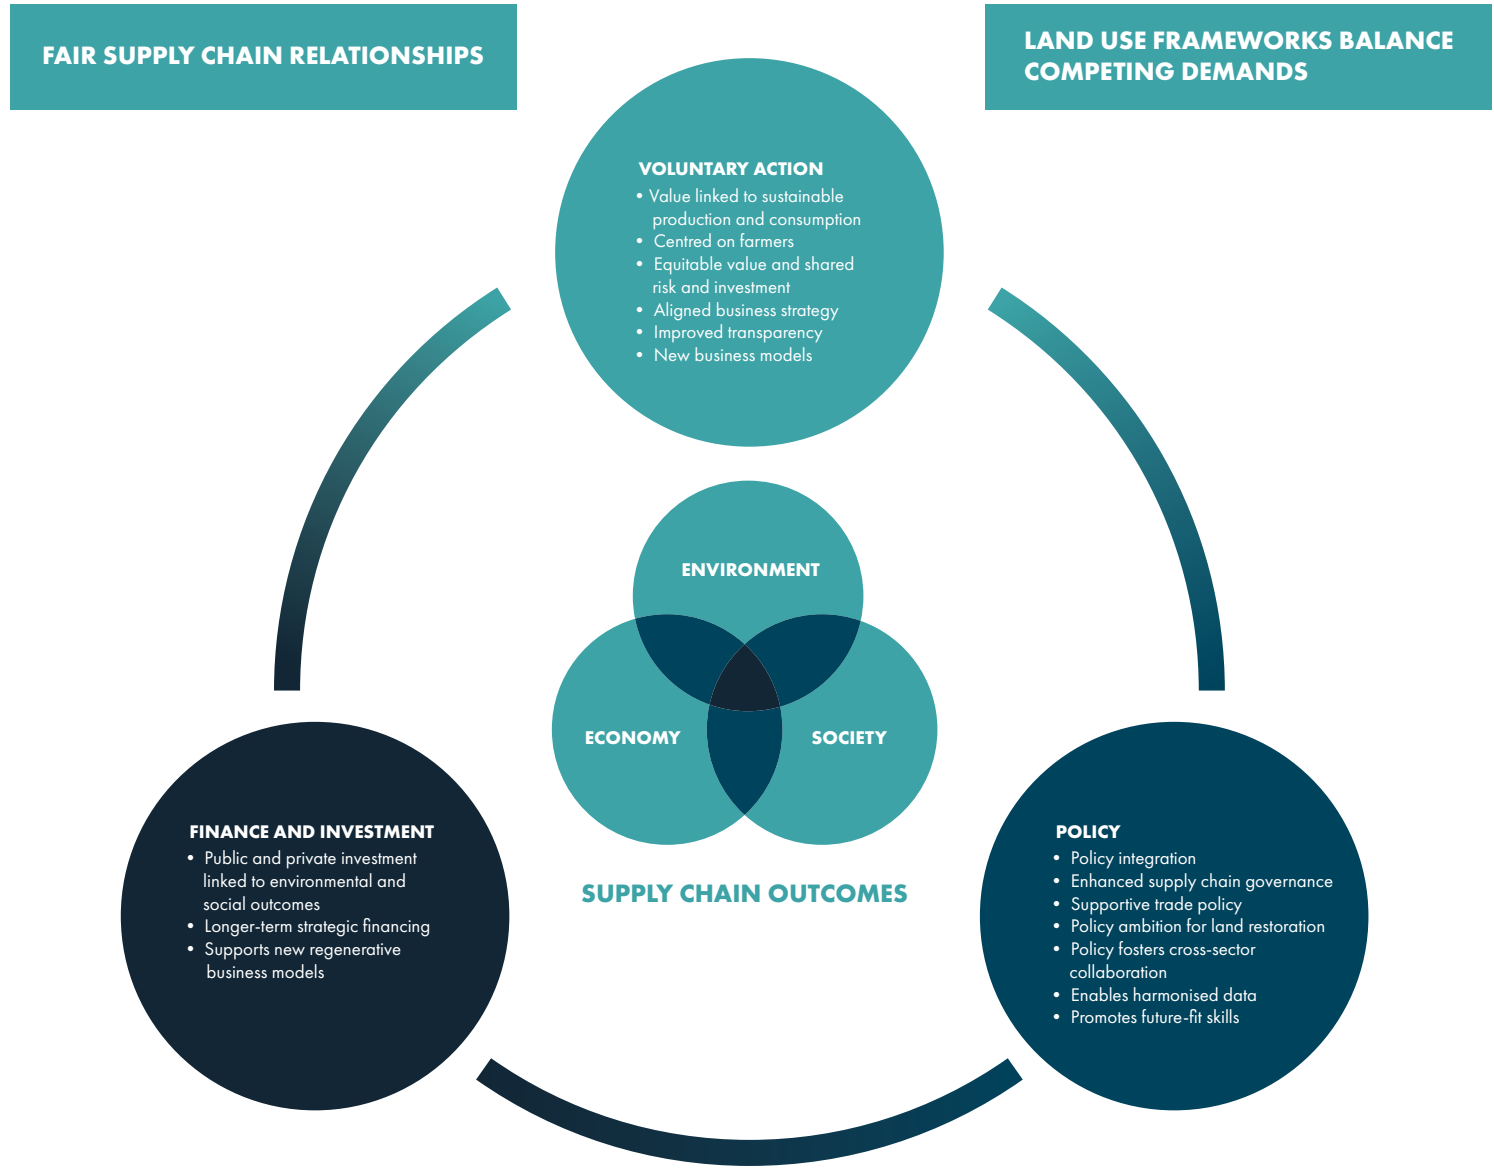 FAIR SUPPLY CHAIN RELATIONSHIPS
LAND USE FRAMEWORKS BALANCE
COMPETING DEMANDS
VOLUNTARY ACTION
• Value linked to sustainable
production and consumption
• Centred on farmers
• Equitable value and shared
risk and investment
• Aligned business strategy
• Improved transparency
• New business models
ENVIRONMENT
ECONOMY
SOCIETY
SUPPLY CHAIN OUTCOMES
FINANCE AND INVESTMENT
• Public and private investment
linked to environmental and
social outcomes
• Longer-term strategic financing
• Supports new regenerative
business models
POLICY
• Policy integration
• Enhanced supply chain governance
• Supportive trade policy
• Policy ambition for land restoration
• Policy fosters cross-sector
collaboration
• Enables harmonised data
• Promotes future-fit skills